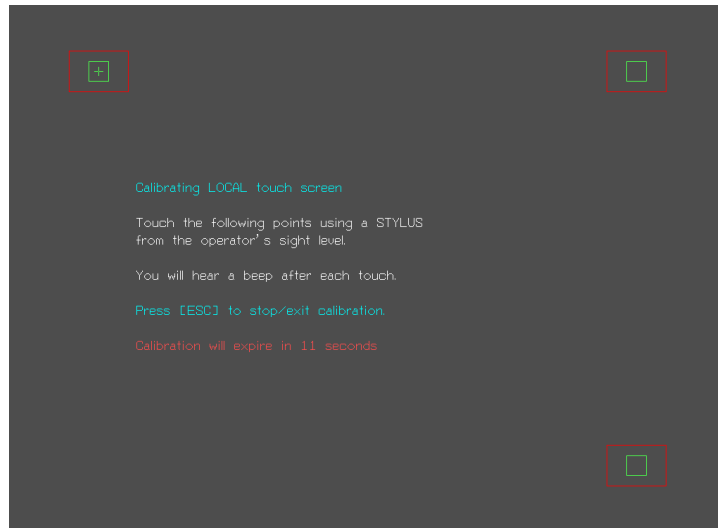 Calibrating LOCAL touch screen
Touch the following points using a STYLUS
from the operator's sight level.
You will hear a beep after each touch.
Press [ESC] to stop/exit calibration.
Calibration will expire in 11 seconds